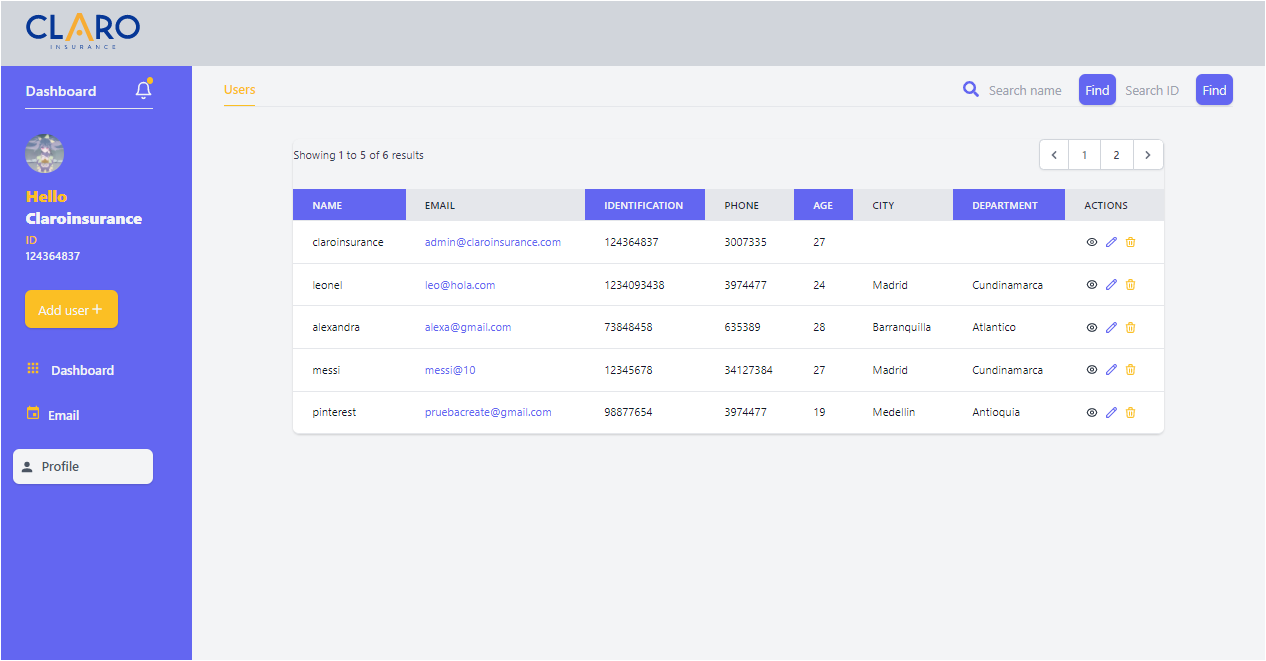 CLARO
INSURANCE
Dashboard
Users
Search name Find Search ID Find
Hello
Claroinsurance
ID
124364837
Add user +
Dashboard
Email
Profile
Showing 1 to 5 of 6 results
< 1 2 >
NAME EMAIL IDENTIFICATION PHONE AGE CITY DEPARTMENT ACTIONS
claroinsurance admin@claroinsurance.com 124364837 3007335 27
leonel leo@hola.com 1234093438 3974477 24 Madrid Cundinamarca
alexandra alexa@gmail.com 73848458 635389 28 Barranquilla Atlantico
messi messi@10 12345678 34127384 27 Madrid Cundinamarca
pinterest pruebacreate@gmail.com 98877654 3974477 19 Medellin Antioquia